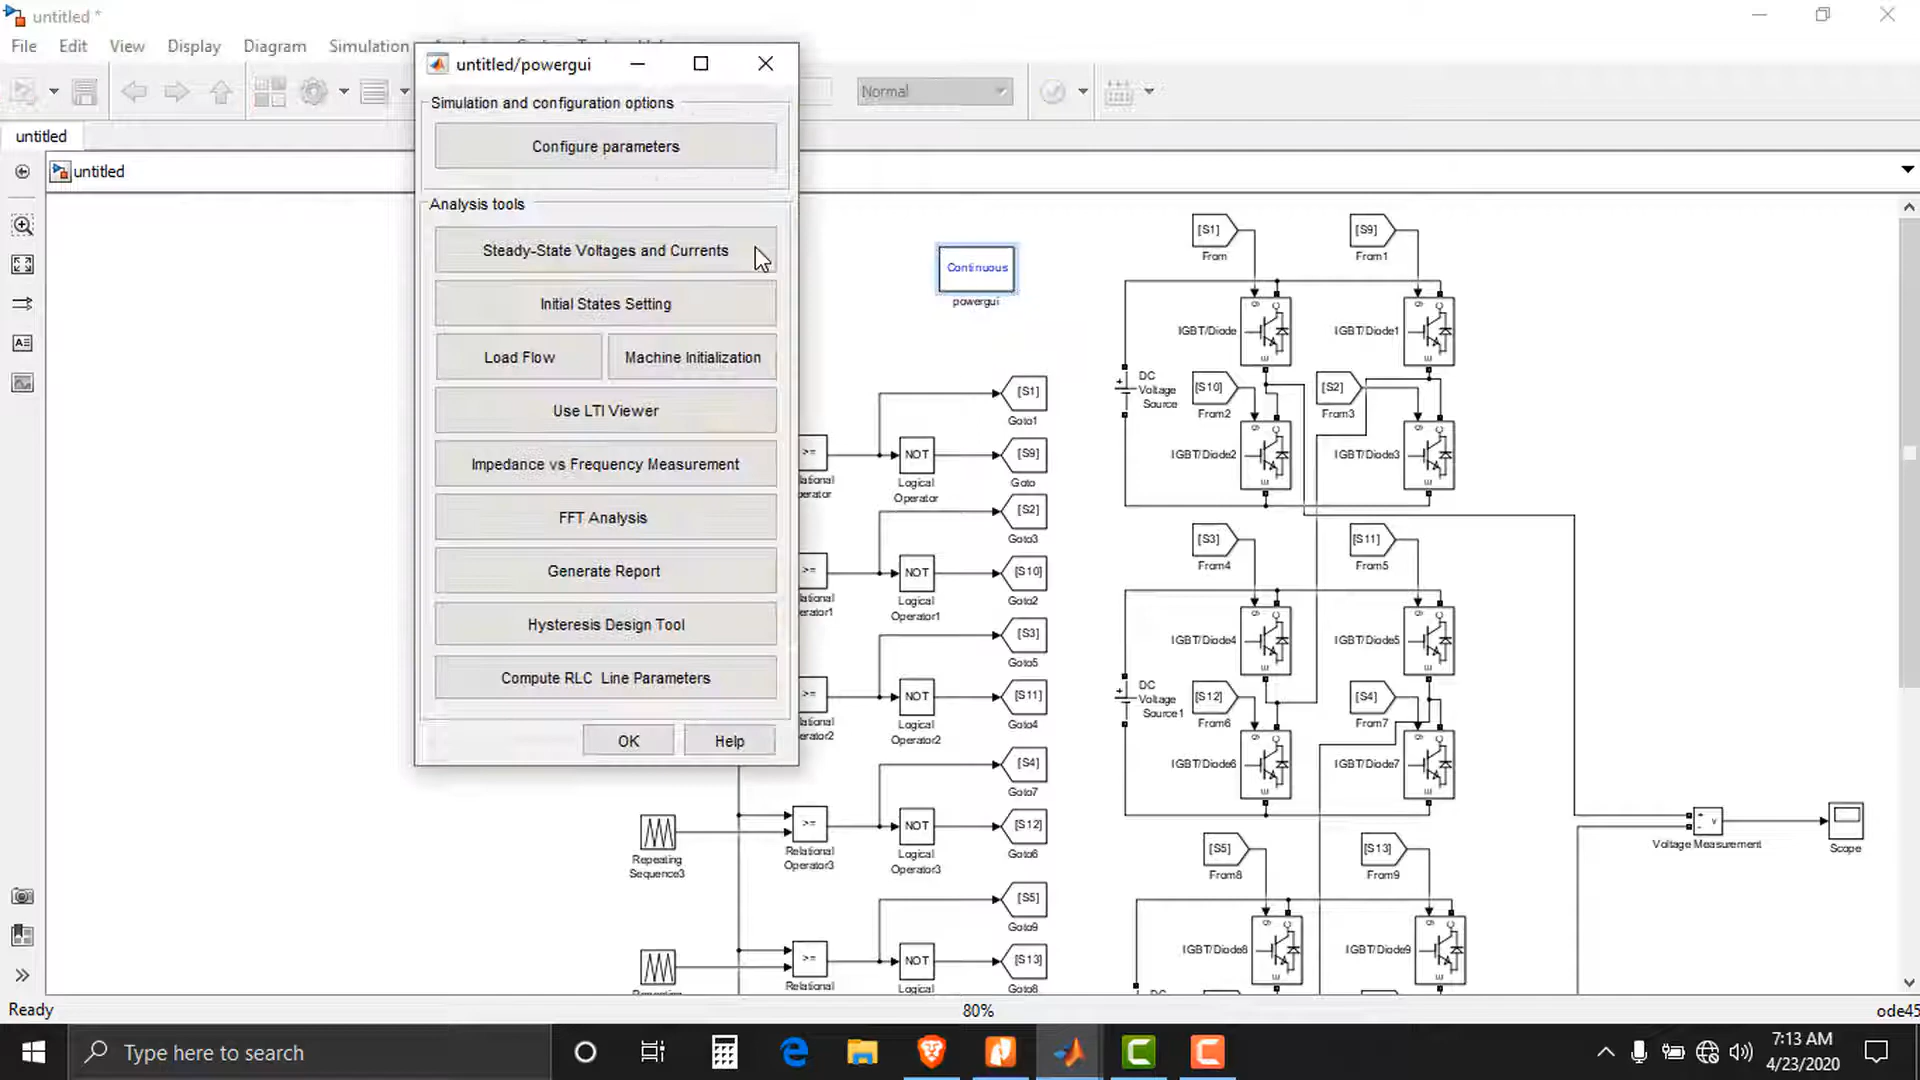 untitled *
File Edit View Display Diagram Simulation
Normal
untitled
untitled
untitled/powergui
Simulation and configuration options
Configure parameters
Analysis tools
Steady-State Voltages and Currents
Initial States Setting
Load Flow
Machine Initialization
Use LTI Viewer
Impedance vs Frequency Measurement
FFT Analysis
Generate Report
Hysteresis Design Tool
Compute RLC Line Parameters
OK
Help
Continuous
powergui
[S1]
Goto1
>=
NOT
Logical
Operator
[S9]
Goto
[S2]
Goto3
>=
NOT
Logical
Operator1
[S10]
Goto2
[S3]
Goto5
>=
NOT
Logical
Operator2
[S11]
Goto4
[S4]
Goto7
Repeating
Sequence3
>=
Relational
Operator3
NOT
Logical
Operator3
[S12]
Goto6
[S5]
Goto9
>=
Relational
NOT
Logical
[S13]
Goto8
[S1]
From
[S9]
From1
IGBT/Diode
g C E
IGBT/Diode1
g C E
DC
Voltage
Source
+
[S10]
From2
[S2]
From3
IGBT/Diode2
g C E
IGBT/Diode3
g C E
[S3]
From4
[S11]
From5
IGBT/Diode4
g C E
IGBT/Diode5
g C E
DC
Voltage
Source1
+
[S12]
From6
[S4]
From7
IGBT/Diode6
g C E
IGBT/Diode7
g C E
[S5]
From8
[S13]
From9
IGBT/Diode8
g C E
IGBT/Diode9
g C E
+
-
v
Voltage Measurement
Scope
Ready
80%
ode45
Type here to search
7:13 AM
4/23/2020